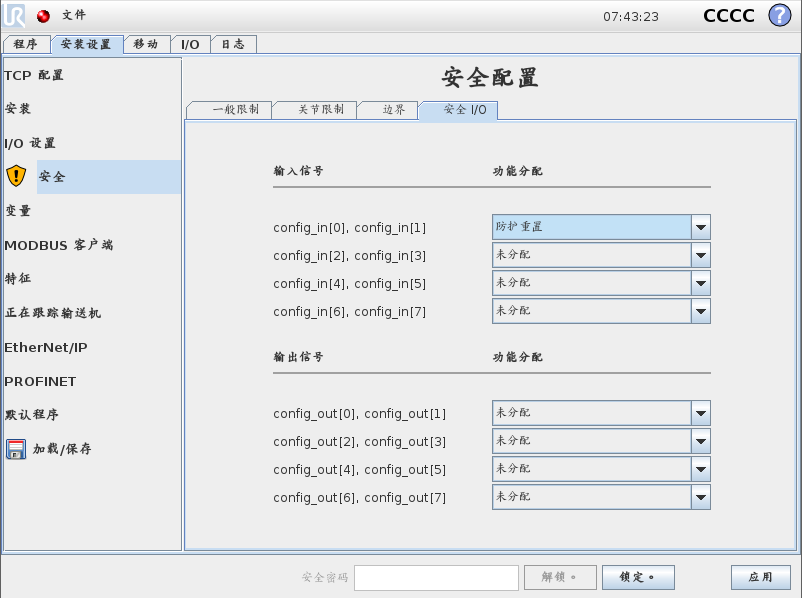 UR 文件 07:43:23 CCCC ?
程序 安装设置 移动 I/O 日志
TCP 配置
安装
I/O 设置
安全
变量
MODBUS 客户端
特征
正在跟踪输送机
EtherNet/IP
PROFINET
默认程序
加载/保存
安全配置
一般限制 关节限制 边界 安全 I/O
输入信号 功能分配
config_in[0], config_in[1] 防护重置
config_in[2], config_in[3] 未分配
config_in[4], config_in[5] 未分配
config_in[6], config_in[7] 未分配
输出信号 功能分配
config_out[0], config_out[1] 未分配
config_out[2], config_out[3] 未分配
config_out[4], config_out[5] 未分配
config_out[6], config_out[7] 未分配
安全密码 解锁。 锁定。 应用